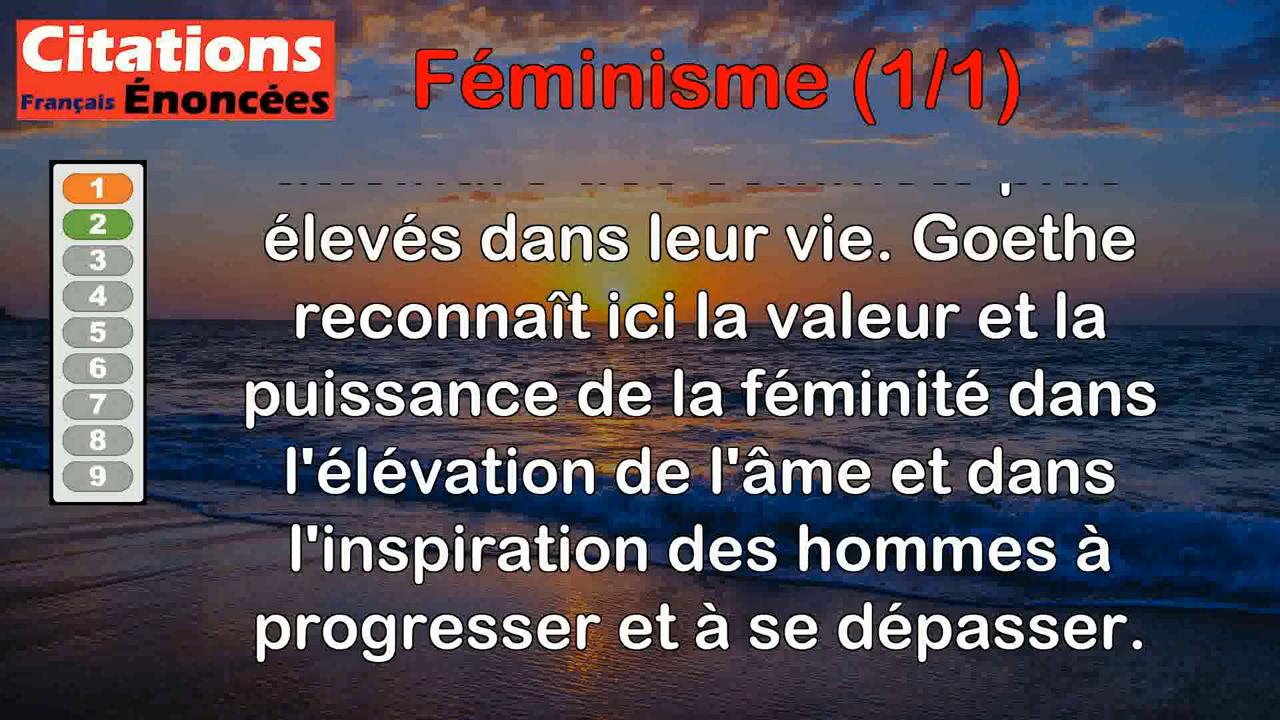 Citations
Français Énoncées
Féminisme (1/1)
1
2
3
4
5
6
7
8
9
élevés dans leur vie. Goethe
reconnaît ici la valeur et la
puissance de la féminité dans
l'élévation de l'âme et dans
l'inspiration des hommes à
progresser et à se dépasser.